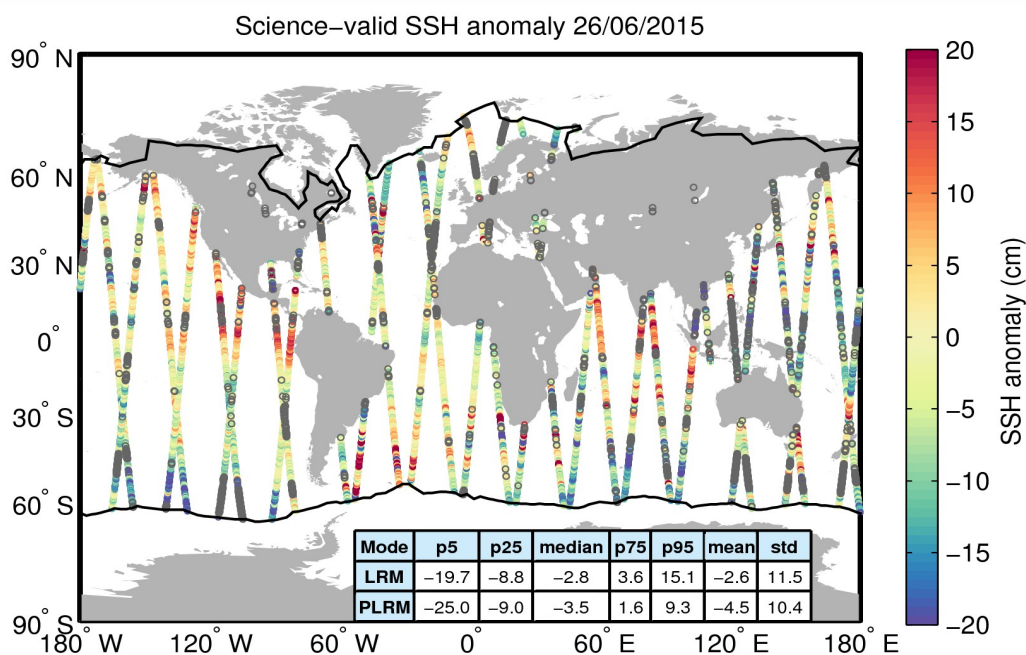 Science−valid SSH anomaly 26/06/2015
90° N
60° N
30° N
0°
30° S
60° S
90° S
180° W
120° W
60° W
0°
60° E
120° E
180° E
Mode p5 p25 median p75 p95 mean std
LRM −19.7 −8.8 −2.8 3.6 15.1 −2.6 11.5
PLRM −25.0 −9.0 −3.5 1.6 9.3 −4.5 10.4
20
15
10
5
0
−5
−10
−15
−20
SSH anomaly (cm)